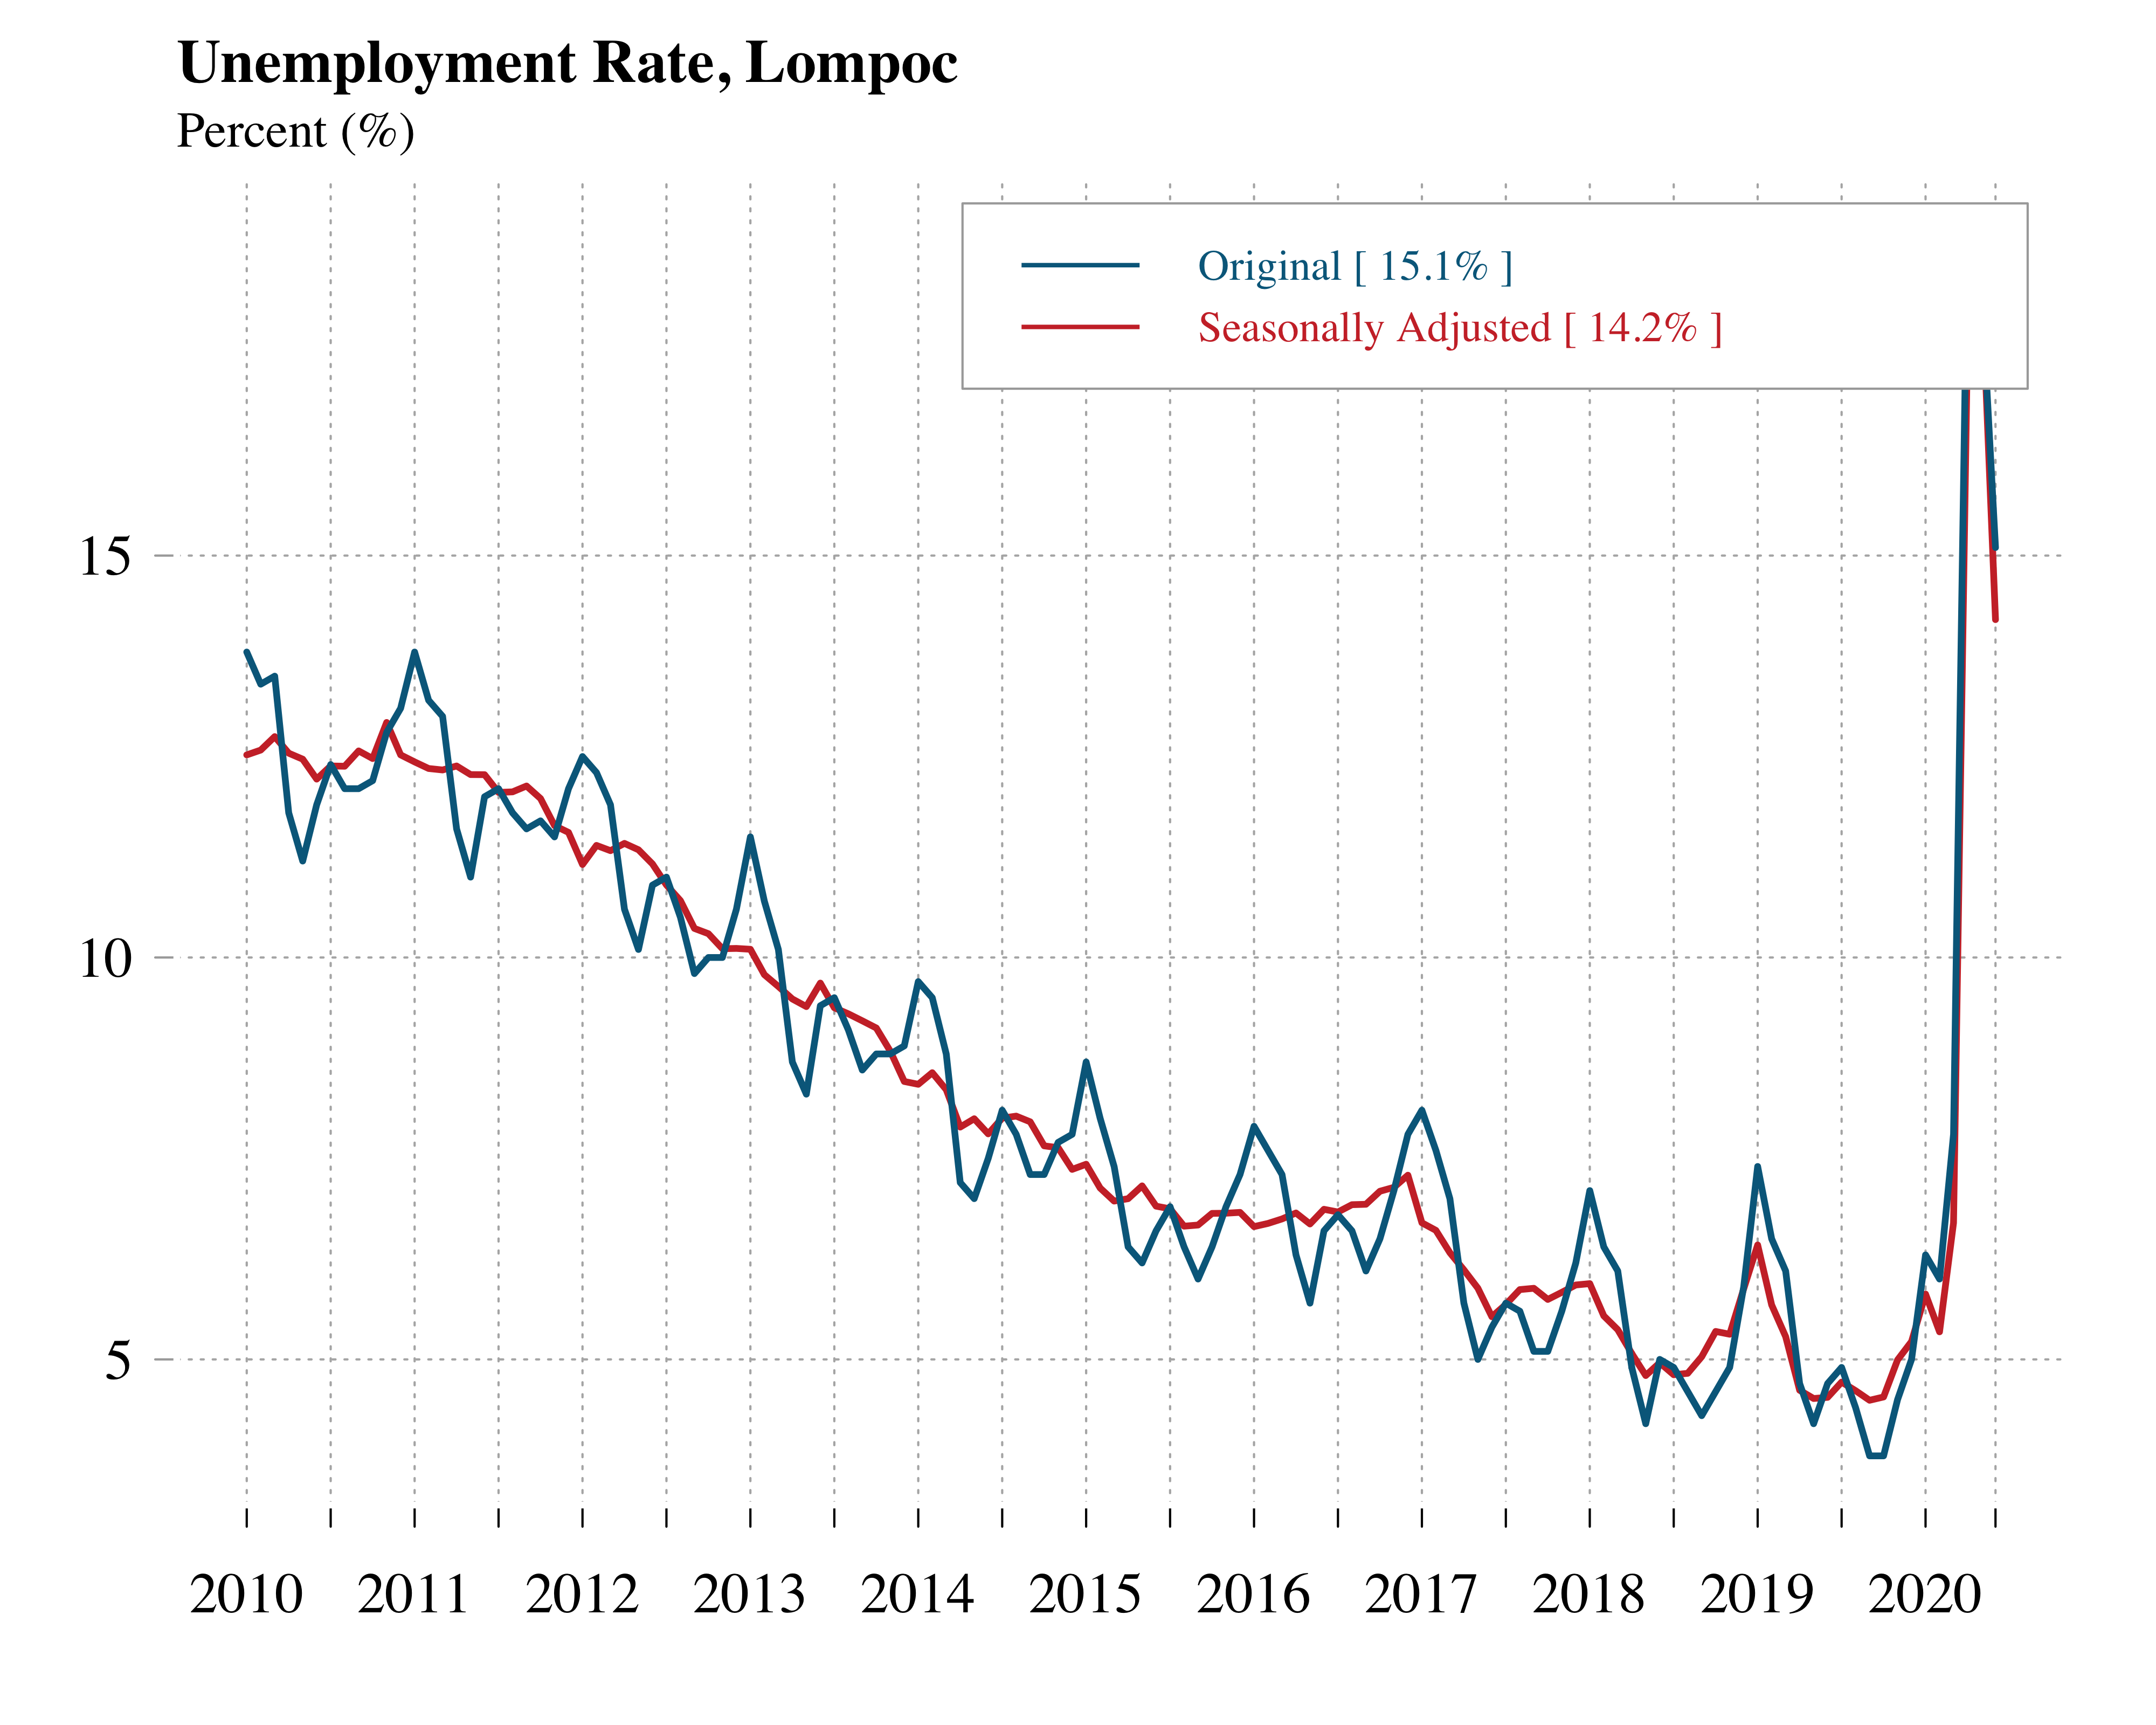 Unemployment Rate, Lompoc
Percent (%)
Original [ 15.1% ]
Seasonally Adjusted [ 14.2% ]
15
10
5
2010 2011 2012 2013 2014 2015 2016 2017 2018 2019 2020